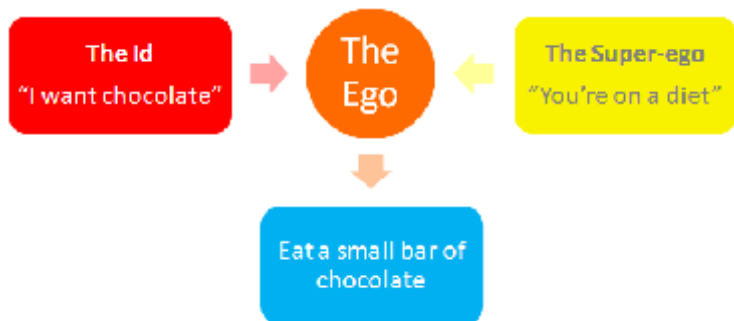 The Id
"I want chocolate"
The
Ego
The Super-ego
"You're on a diet"
Eat a small bar of
chocolate